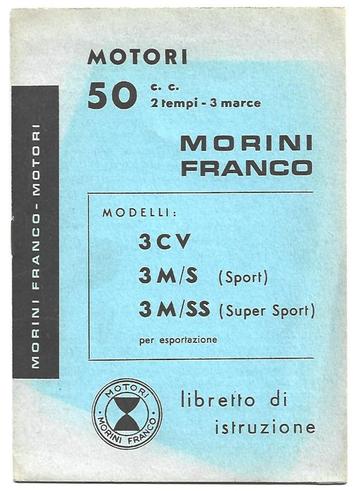 MOTORI
50 c. c.
2 tempi - 3 marce
MORINI
FRANCO
MORINI FRANCO - MOTORI
MODELLI:
3CV
3M/S (Sport)
3M/SS (Super Sport)
per esportazione
MOTORI
MORINI FRANCO
libretto di
istruzione